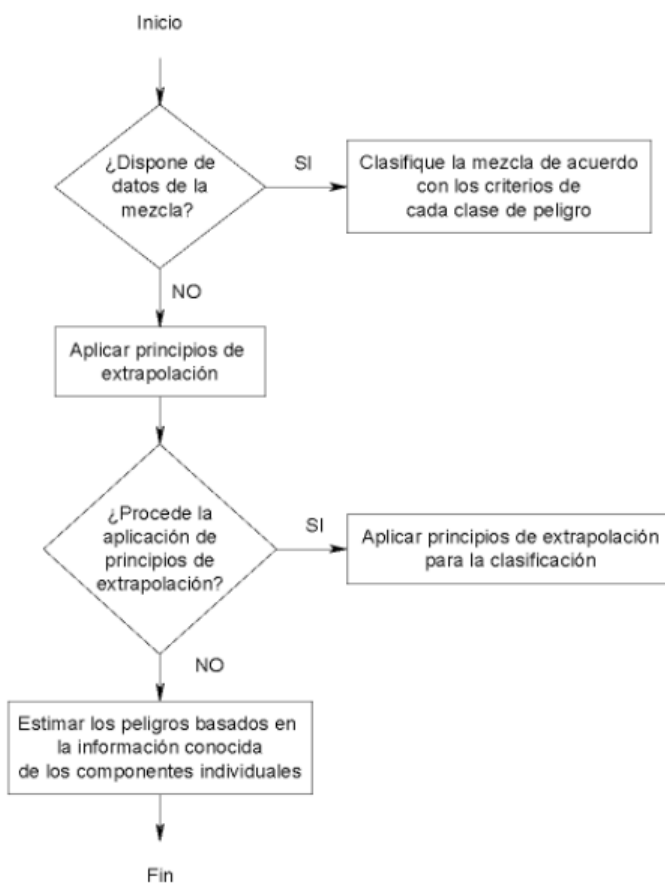 Inicio
¿Dispone de
datos de la
mezcla?
SI
Clasifique la mezcla de acuerdo
con los criterios de
cada clase de peligro
NO
Aplicar principios de
extrapolación
¿Procede la
aplicación de
principios de
extrapolación?
SI
Aplicar principios de extrapolación
para la clasificación
NO
Estimar los peligros basados en
la información conocida
de los componentes individuales
Fin